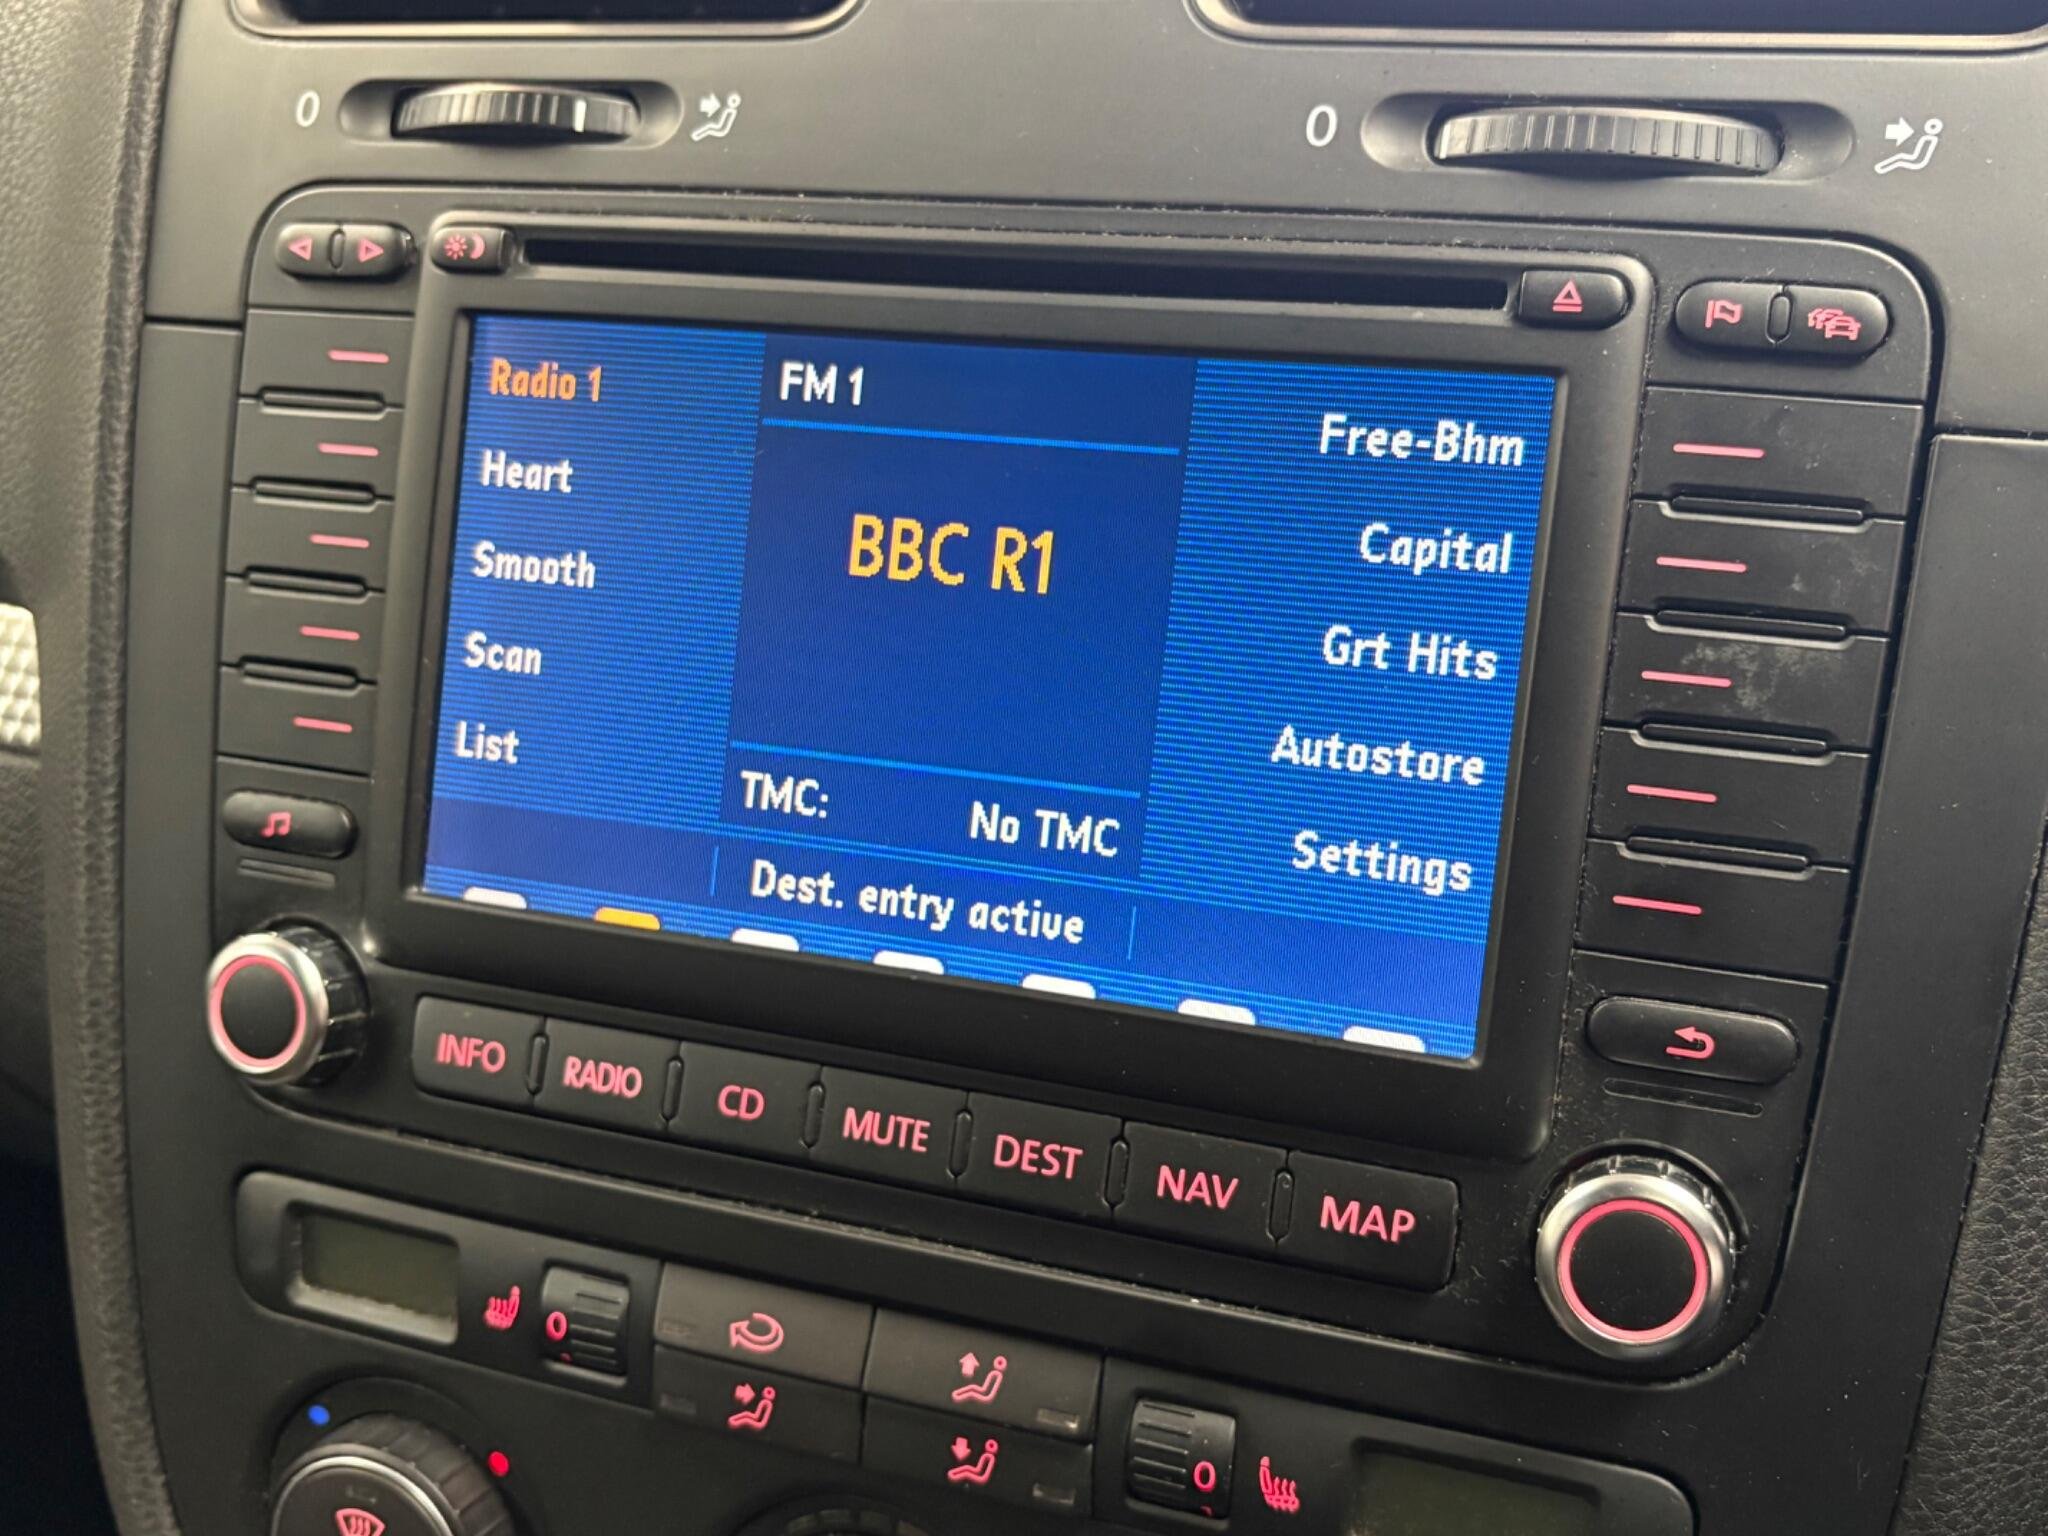 0
0
Radio 1
FM 1
Free-Bhm
Heart
BBC R1
Capital
Smooth
Grt Hits
Scan
Autostore
List
TMC: No TMC
Settings
Dest. entry active
INFO RADIO CD MUTE DEST NAV MAP
0
0